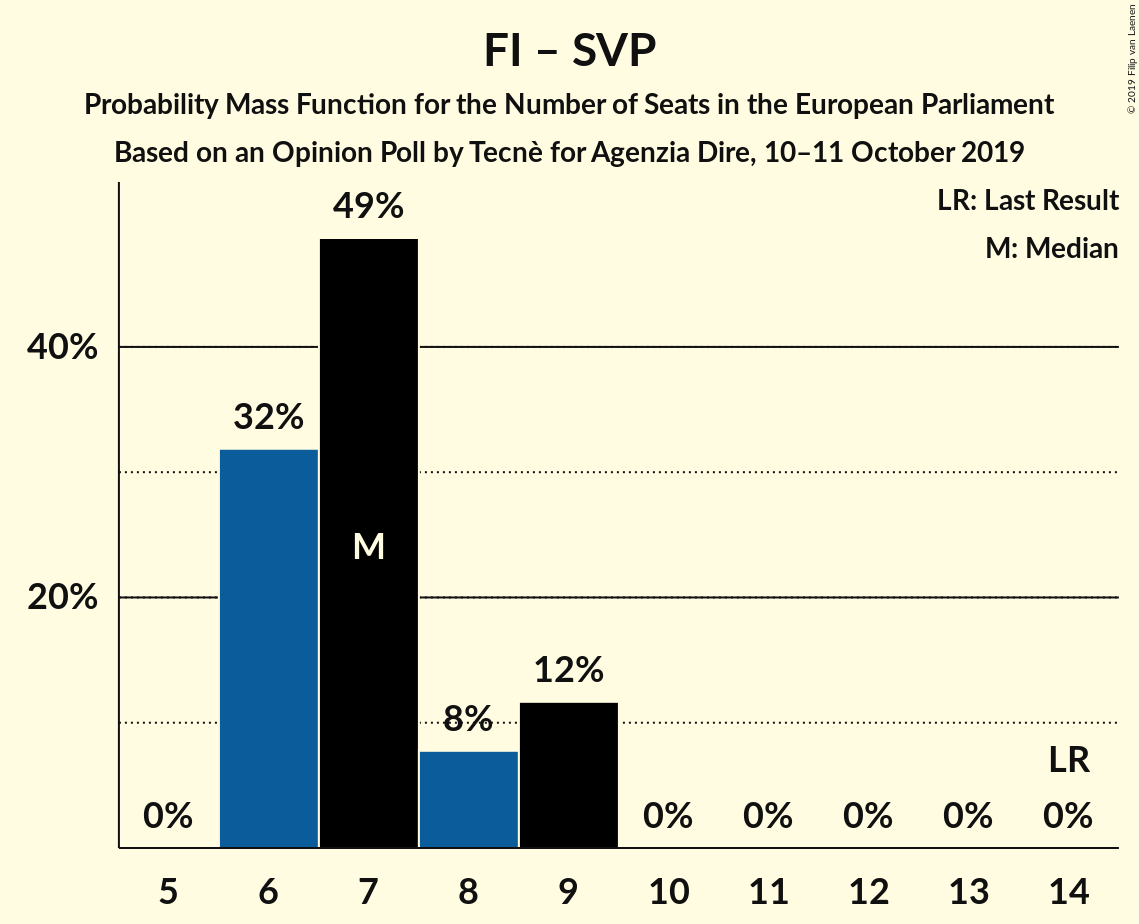 FI – SVP
Probability Mass Function for the Number of Seats in the European Parliament
Based on an Opinion Poll by Tecnè for Agenzia Dire, 10–11 October 2019
© 2019 Filip van Laenen
LR: Last Result
M: Median
49%
40%
32%
M
20%
12%
8%
LR
0%
0%
0%
0%
0%
0%
5
6
7
8
9
10
11
12
13
14